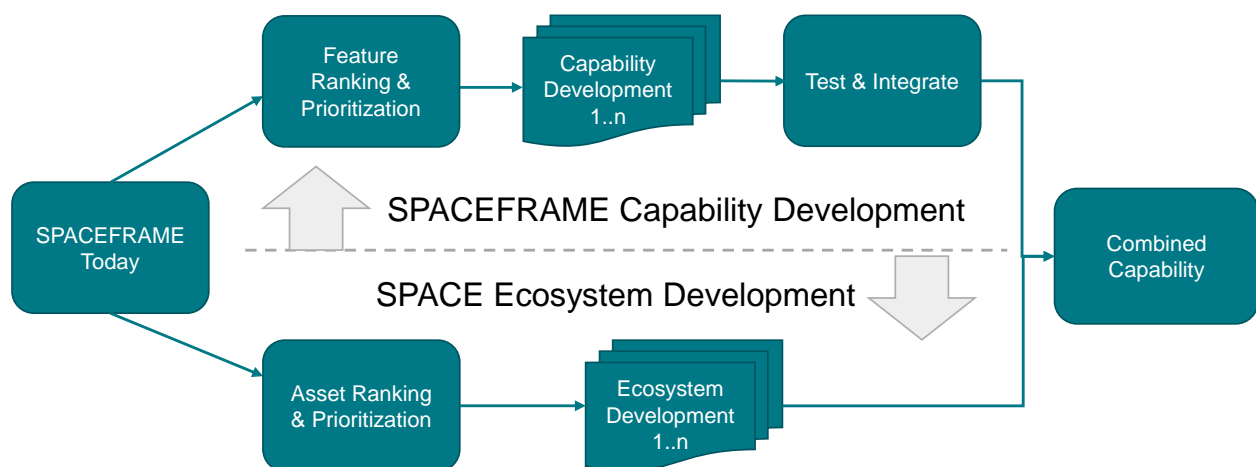 Feature
Ranking &
Prioritization
Capability
Development
1..n
Test & Integrate
SPACEFRAME
Today
SPACEFRAME Capability Development
SPACE Ecosystem Development
Combined
Capability
Asset Ranking
& Prioritization
Ecosystem
Development
1..n